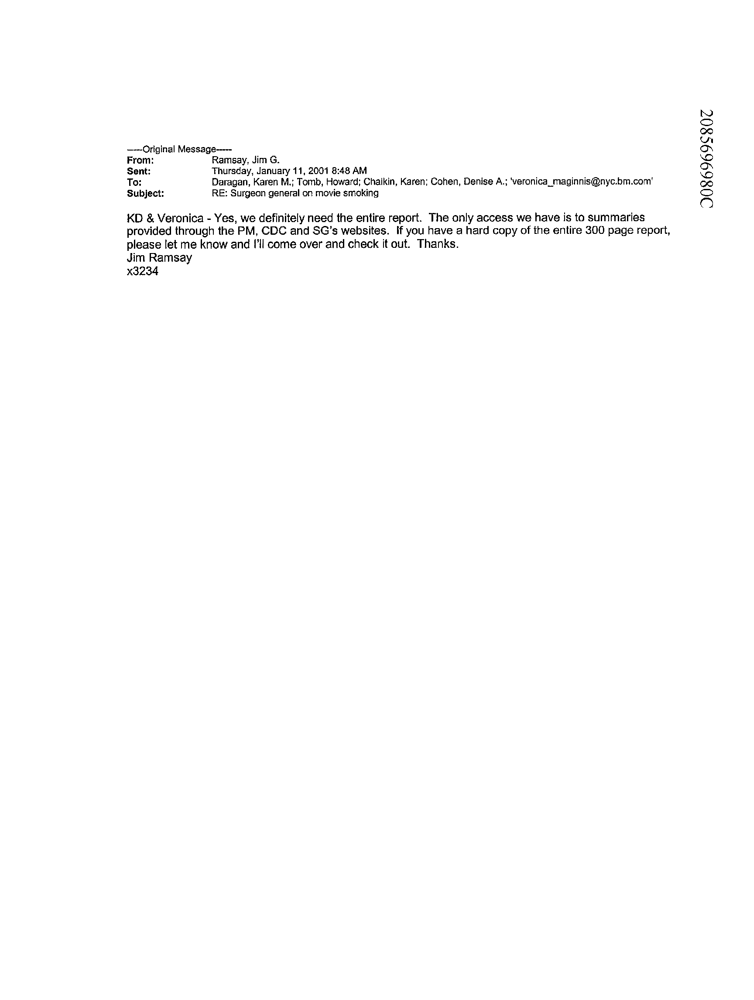 -----Original Message-----
From: Ramsay, Jim G.
Sent: Thursday, January 11, 2001 8:48 AM
To: Daragan, Karen M.; Tomb, Howard; Chaikin, Karen; Cohen, Denise A.; 'veronica_maginnis@nyc.bm.com'
Subject: RE: Surgeon general on movie smoking
KD & Veronica - Yes, we definitely need the entire report. The only access we have is to summaries
provided through the PM, CDC and SG's websites. If you have a hard copy of the entire 300 page report,
please let me know and I'll come over and check it out. Thanks.
Jim Ramsay
x3234
2085696980C